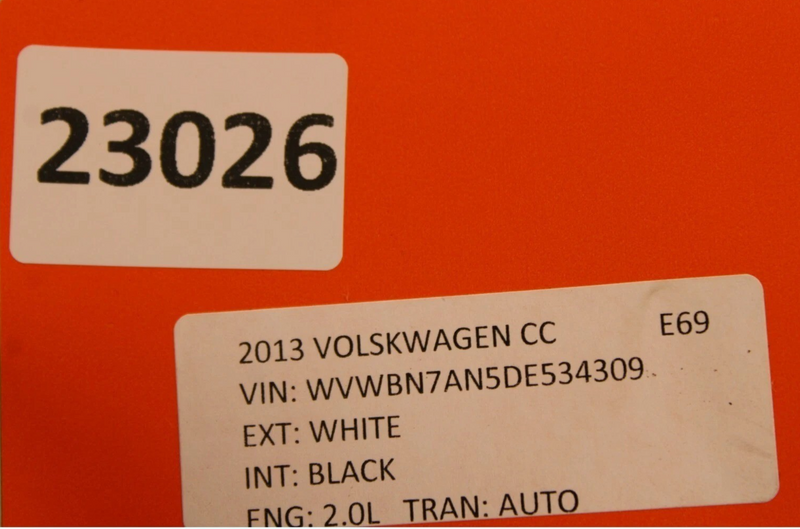 23026
2013 VOLSKWAGEN CC E69
VIN: WVWBN7AN5DE534309
EXT: WHITE
INT: BLACK
ENG: 2.0L TRAN: AUTO